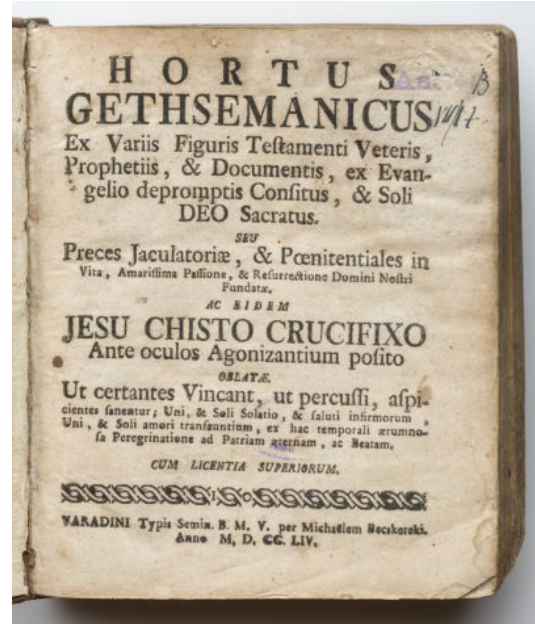 HORTUS
GETHSEMANICUS
Ex Variis Figuris Teſtamenti Veteris,
Prophetiis, & Documentis, ex Evan-
gelio depromptis Conſitus, & Soli
DEO Sacratus.
SEU
Preces Jaculatoriæ, & Pœnitentiales in
Vita, Amariſſima Paſſione, & Reſurrectione Domini Noſtri
Fundatæ.
AC EIDEM
JESU CHISTO CRUCIFIXO
Ante oculos Agonizantium poſito
OBLATÆ.
Ut certantes Vincant, ut percuſſi, aſpi-
cientes ſanentur; Uni, & Soli Solatio, & ſaluti infirmorum,
Uni, & Soli amori tranſeuntium, ex hac temporali ærumno-
ſa Peregrinatione ad Patriam æternam, ac Beatam.
CUM LICENTIA SUPERIORUM.
VARADINI Typis Semin. B. M. V. per Michaëlem Becskereki.
Anno M, D, CC. LIV.